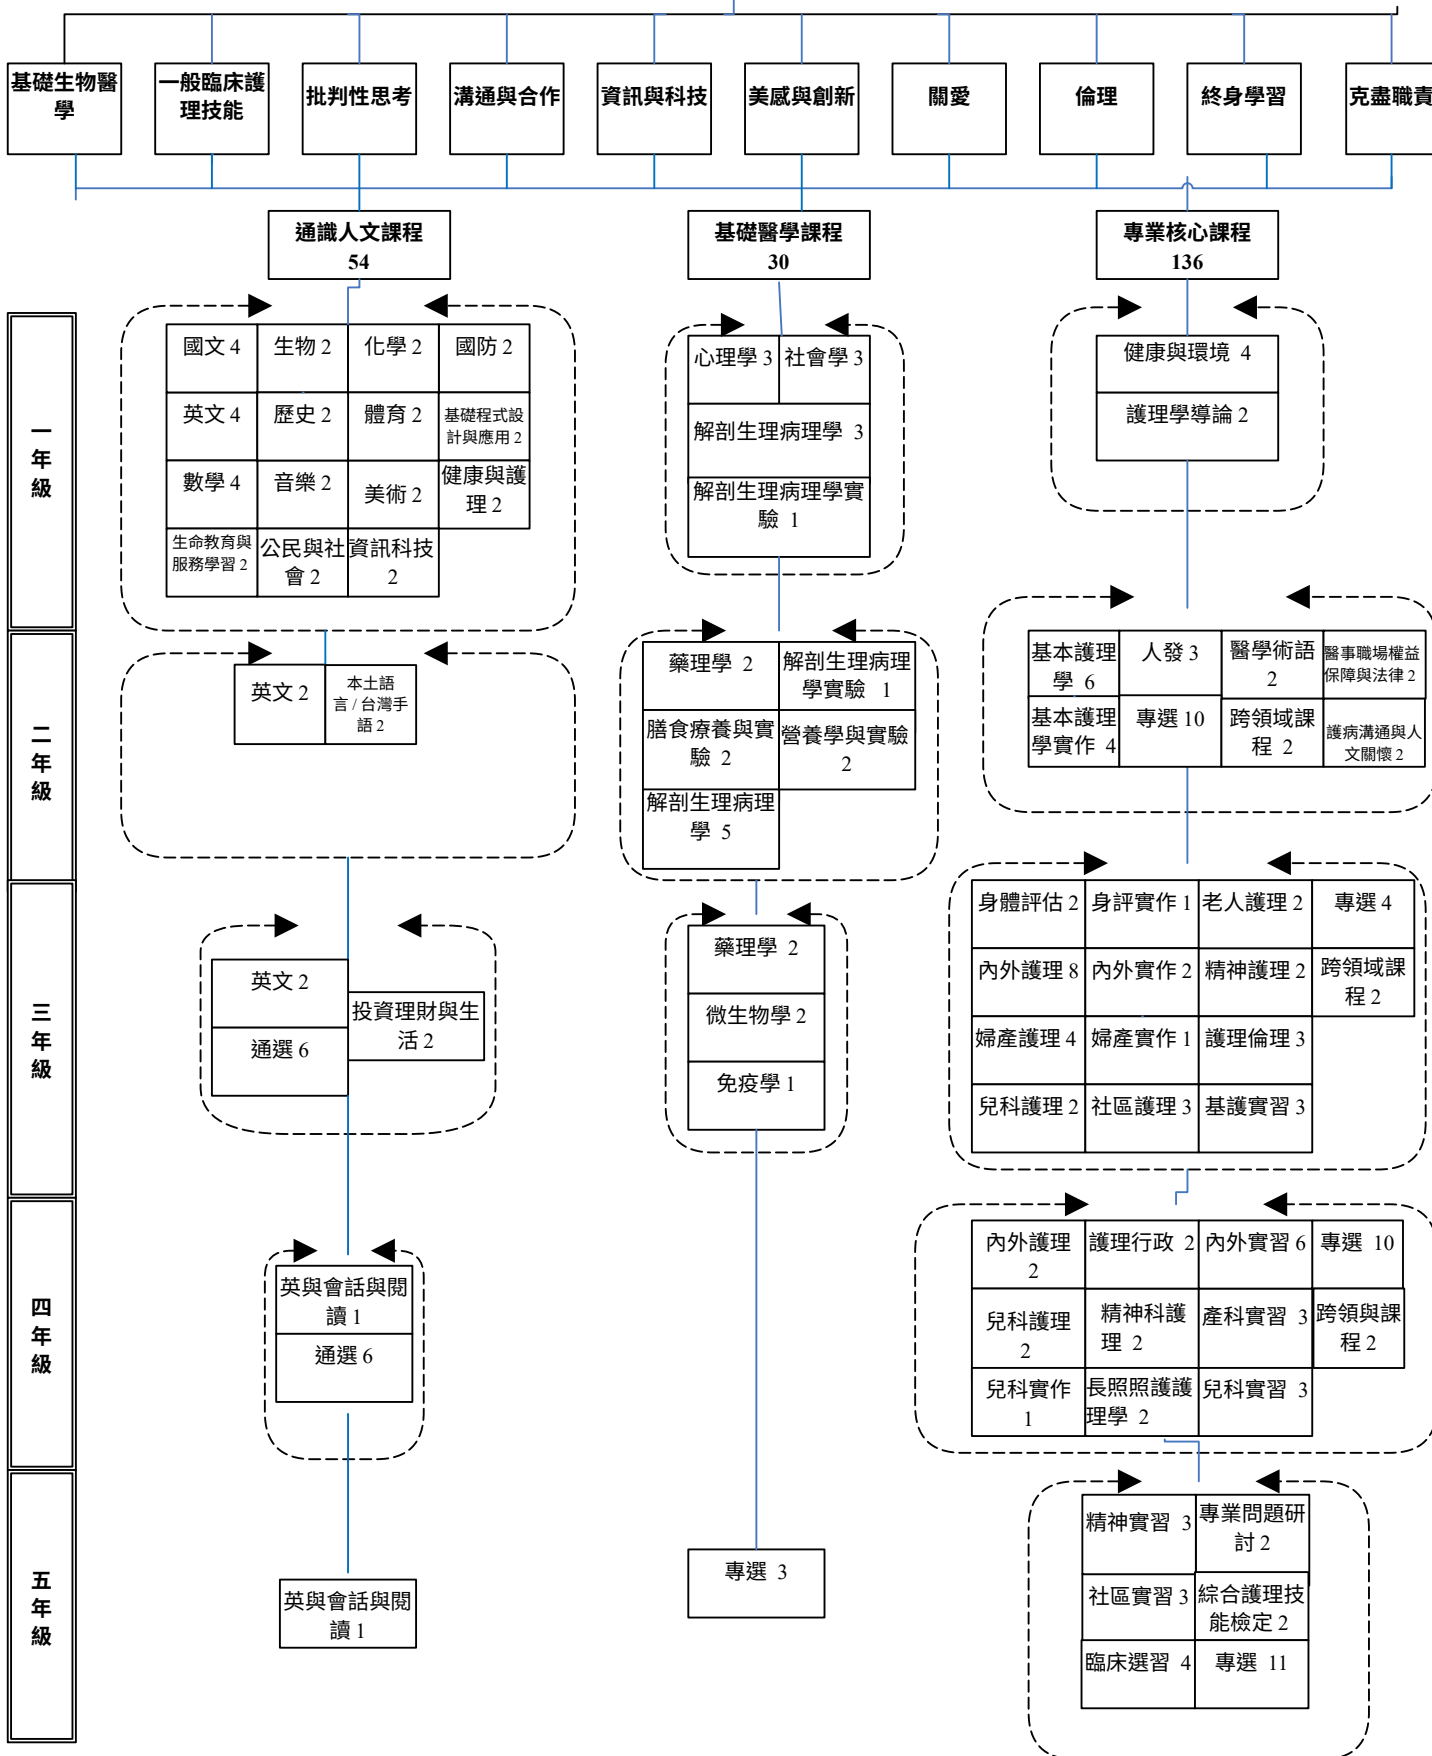 基礎生物醫
學
一般臨床護
理技能
批判性思考
溝通與合作
資訊與科技
美感與創新
關愛
倫理
終身學習
克盡職責
通識人文課程
54
基礎醫學課程
30
專業核心課程
136
一年級
國文 4
生物 2
化學 2
國防 2
英文 4
歷史 2
體育 2
基礎程式設
計與應用 2
數學 4
音樂 2
美術 2
健康與護
理 2
生命教育與
服務學習 2
公民與社
會 2
資訊科技
2
心理學 3
社會學 3
解剖生理病理學 3
解剖生理病理學實
驗 1
健康與環境 4
護理學導論 2
二年級
英文 2
本土語
言 / 台灣手
語 2
藥理學 2
解剖生理病理
學實驗 1
膳食療養與實
驗 2
營養學與實驗
2
解剖生理病理
學 5
基本護理
學 6
人發 3
醫學術語
2
醫事職場權益
保障與法律 2
基本護理
學實作 4
專選 10
跨領域課
程 2
護病溝通與人
文關懷 2
三年級
英文 2
投資理財與生
活 2
通選 6
藥理學 2
微生物學 2
免疫學 1
身體評估 2
身評實作 1
老人護理 2
專選 4
內外護理 8
內外實作 2
精神護理 2
跨領域課
程 2
婦產護理 4
婦產實作 1
護理倫理 3
兒科護理 2
社區護理 3
基護實習 3
四年級
英與會話與閱
讀 1
通選 6
內外護理
2
護理行政 2
內外實習 6
專選 10
兒科護理
2
精神科護
理 2
產科實習 3
跨領與課
程 2
兒科實作
1
長照照護護
理學 2
兒科實習 3
五年級
英與會話與閱
讀 1
專選 3
精神實習 3
專業問題研
討 2
社區實習 3
綜合護理技
能檢定 2
臨床選習 4
專選 11